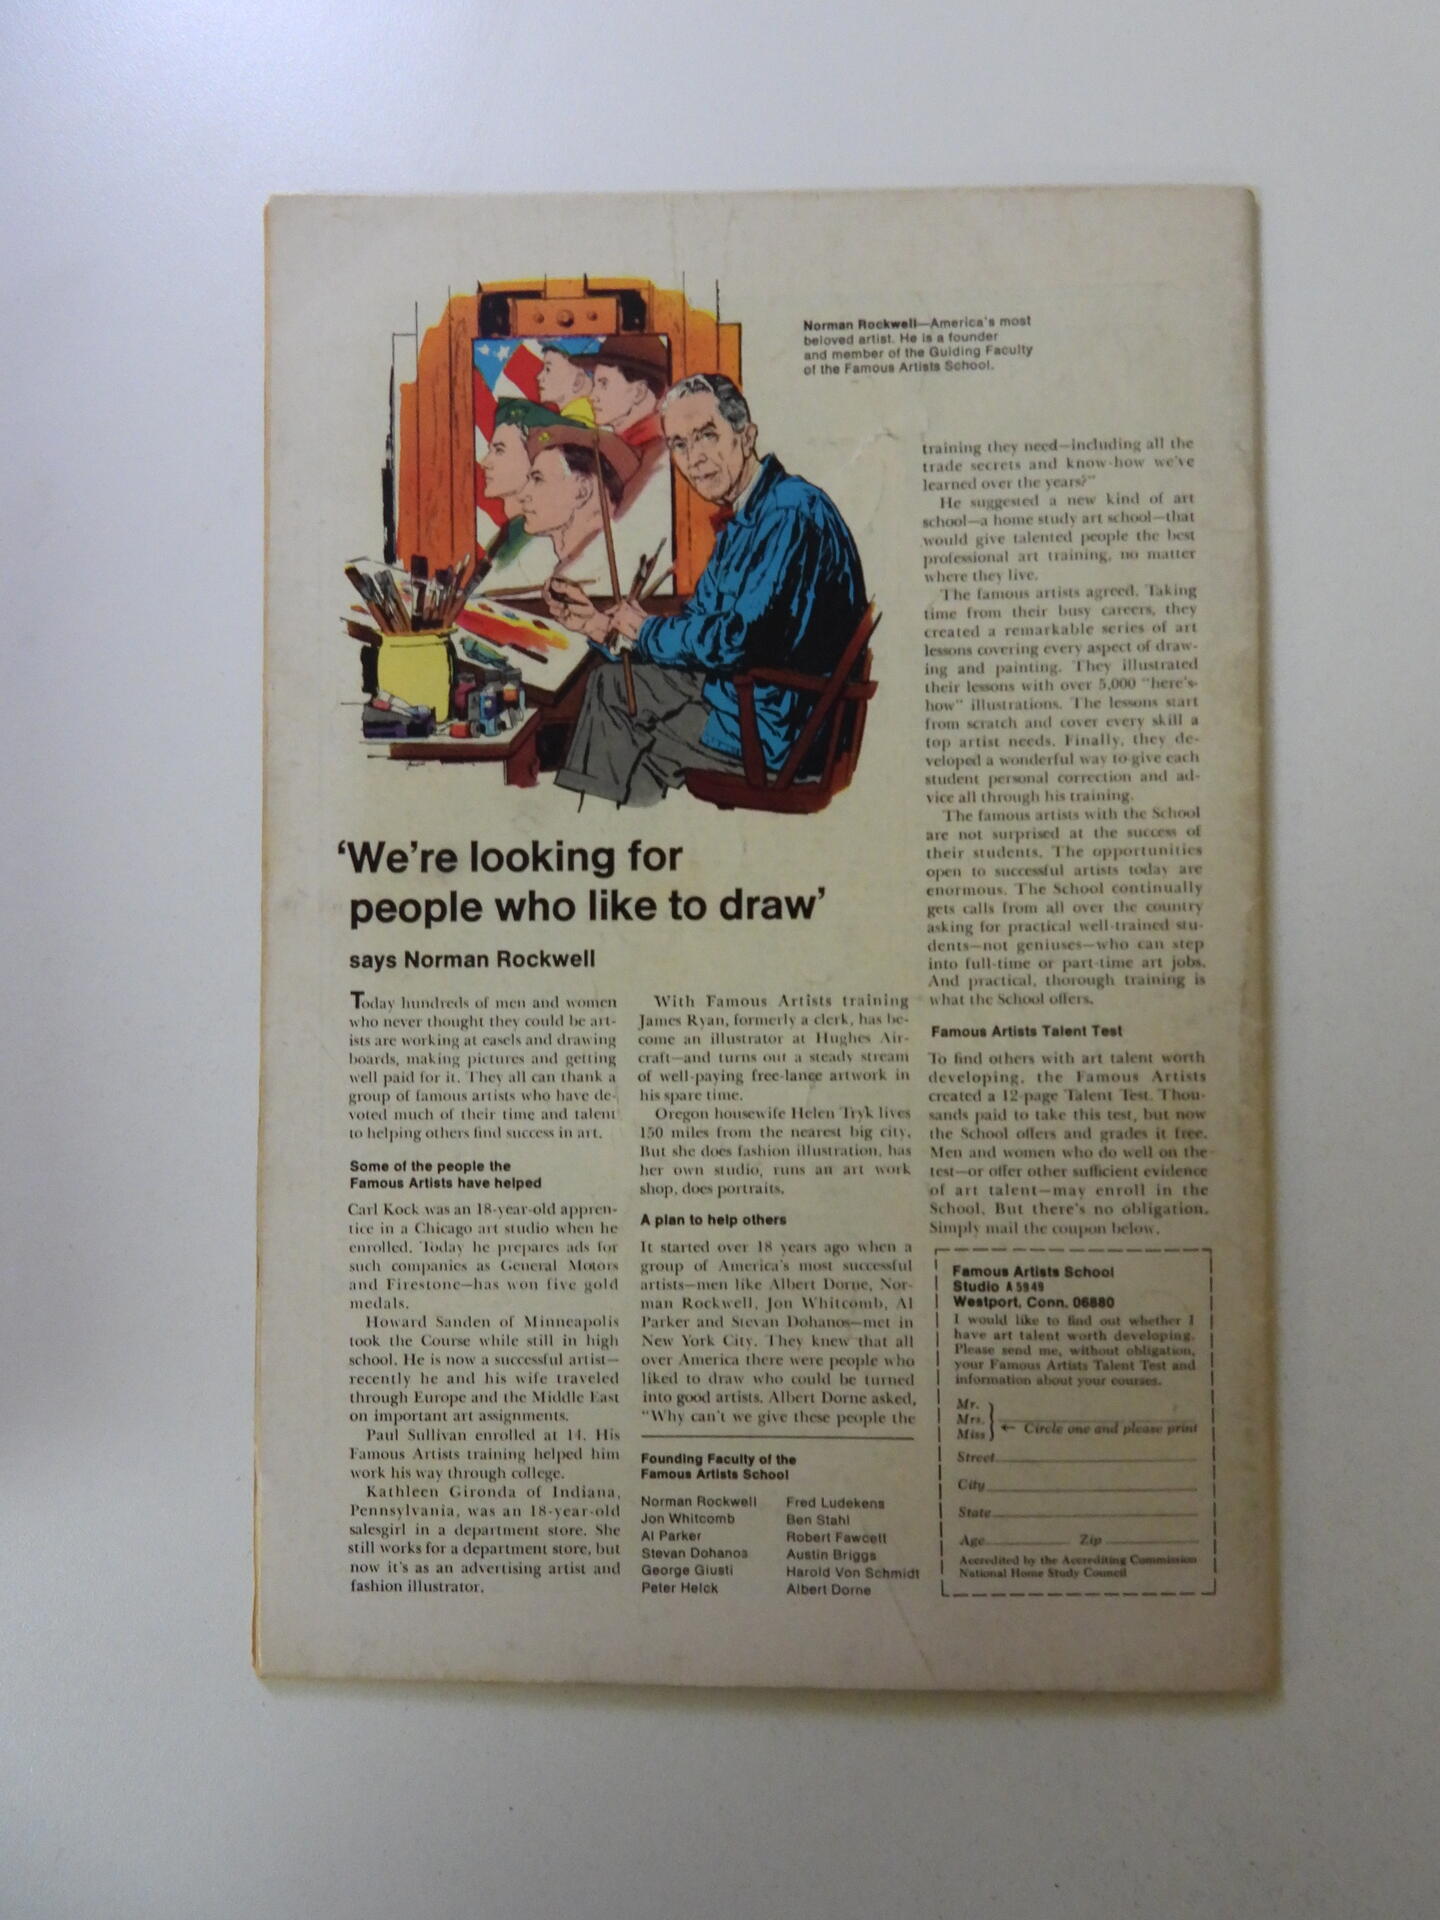 Norman Rockwell—America's most
beloved artist. He is a founder
and member of the Guiding Faculty
of the Famous Artists School.
'We're looking for
people who like to draw'
says Norman Rockwell
Today hundreds of men and women
who never thought they could be art-
ists are working at easels and drawing
boards, making pictures and getting
well paid for it. They all can thank a
group of famous artists who have de-
voted much of their time and talent
to helping others find success in art.
Some of the people the
Famous Artists have helped
Carl Kock was an 18-year-old appren-
tice in a Chicago art studio when he
enrolled. Today he prepares ads for
such companies as General Motors
and Firestone—has won five gold
medals.
Howard Sanden of Minneapolis
took the Course while still in high
school. He is now a successful artist—
recently he and his wife traveled
through Europe and the Middle East
on important art assignments.
Paul Sullivan enrolled at 14. His
Famous Artists training helped him
work his way through college.
Kathleen Gironda of Indiana,
Pennsylvania, was an 18-year-old
salesgirl in a department store. She
still works for a department store, but
now it's as an advertising artist and
fashion illustrator.
With Famous Artists training
James Ryan, formerly a clerk, has be-
come an illustrator at Hughes Air-
craft—and turns out a steady stream
of well-paying free-lance artwork in
his spare time.
Oregon housewife Helen Tryk lives
150 miles from the nearest big city.
But she does fashion illustration, has
her own studio, runs an art work
shop, does portraits.
A plan to help others
It started over 18 years ago when a
group of America's most successful
artists—men like Albert Dorne, Nor-
man Rockwell, Jon Whitcomb, Al
Parker and Stevan Dohanos—met in
New York City. They knew that all
over America there were people who
liked to draw who could be turned
into good artists. Albert Dorne asked,
"Why can't we give these people the
training they need—including all the
trade secrets and know-how we've
learned over the years?"
He suggested a new kind of art
school—a home study art school—that
would give talented people the best
professional art training, no matter
where they live.
The famous artists agreed. Taking
time from their busy careers, they
created a remarkable series of art
lessons covering every aspect of draw-
ing and painting. They illustrated
their lessons with over 5,000 "here's-
how" illustrations. The lessons start
from scratch and cover every skill a
top artist needs. Finally, they de-
veloped a wonderful way to give each
student personal correction and ad-
vice all through his training.
The famous artists with the School
are not surprised at the success of
their students. The opportunities
open to successful artists today are
enormous. The School continually
gets calls from all over the country
asking for practical well-trained stu-
dents—not geniuses—who can step
into full-time or part-time art jobs.
And practical, thorough training is
what the School offers.
Famous Artists Talent Test
To find others with art talent worth
developing, the Famous Artists
created a 12-page Talent Test. Thou-
sands paid to take this test, but now
the School offers and grades it free.
Men and women who do well on the
test—or offer other sufficient evidence
of art talent—may enroll in the
School. But there's no obligation.
Simply mail the coupon below.
Founding Faculty of the
Famous Artists School
Norman Rockwell
Jon Whitcomb
Al Parker
Stevan Dohanos
George Giusti
Peter Helck
Fred Ludekens
Ben Stahl
Robert Fawcett
Austin Briggs
Harold Von Schmidt
Albert Dorne
Famous Artists School
Studio A 5949
Westport, Conn. 06880
I would like to find out whether I
have art talent worth developing.
Please send me, without obligation,
your Famous Artists Talent Test and
information about your courses.
Mr.
Mrs.
Miss
← Circle one and please print
Street
City
State
Age Zip
Accredited by the Accrediting Commission
National Home Study Council